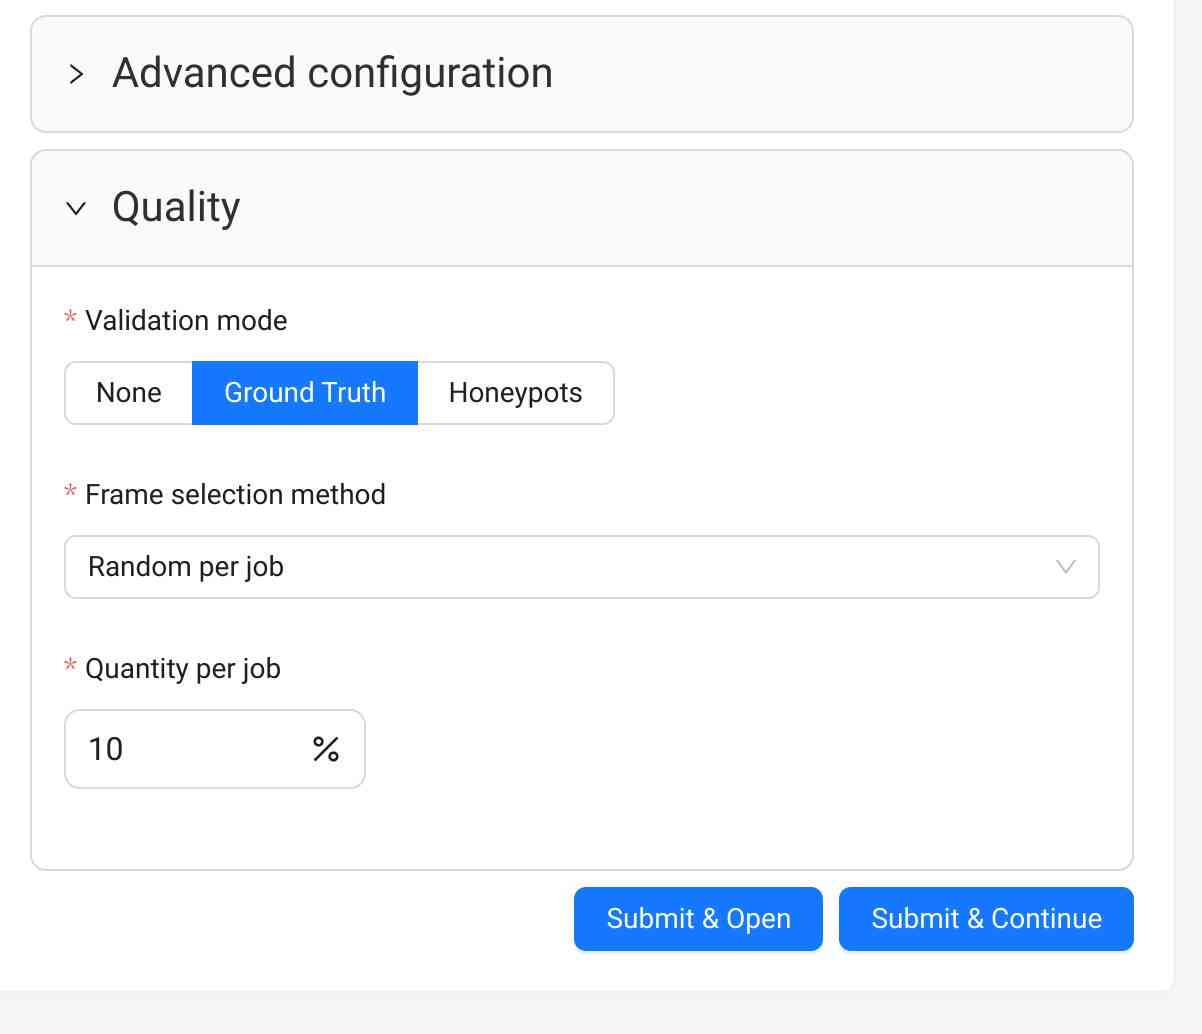 Advanced configuration
Quality
* Validation mode
None Ground Truth Honeypots
* Frame selection method
Random per job
* Quantity per job
10 %
Submit & Open Submit & Continue